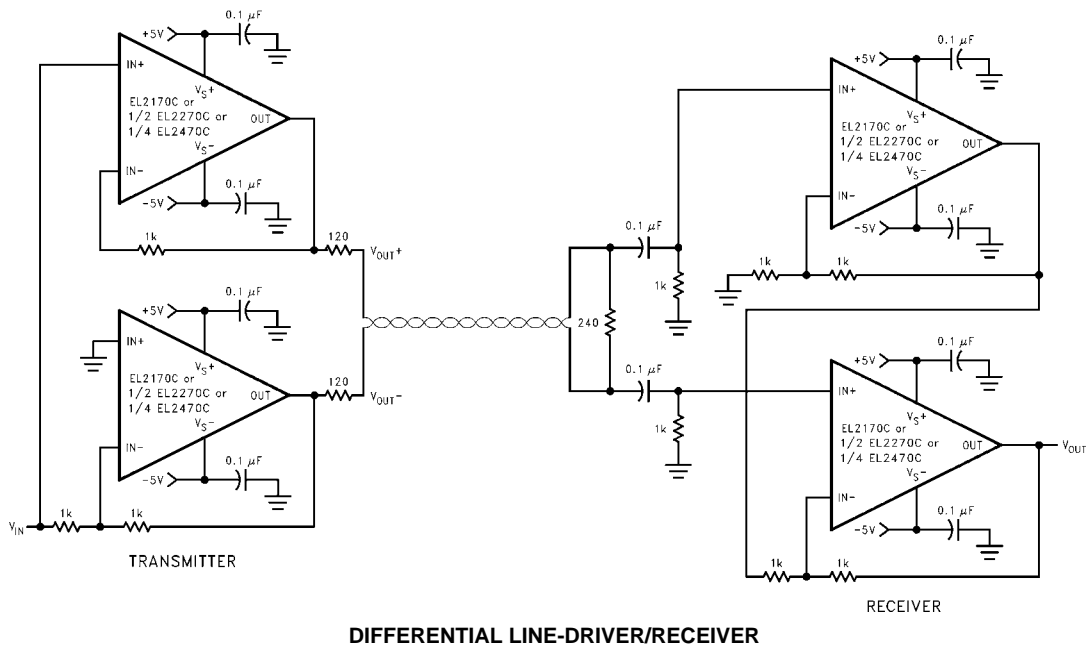 0.1 µF
+5V
IN+
VS+
EL2170C or
1/2 EL2270C or
1/4 EL2470C
OUT
VS-
IN-
0.1 µF
-5V
1k
120
VOUT+
0.1 µF
+5V
IN+
VS+
EL2170C or
1/2 EL2270C or
1/4 EL2470C
OUT
120
VOUT-
VS-
IN-
0.1 µF
-5V
VIN
1k
1k
TRANSMITTER
240
0.1 µF
1k
0.1 µF
1k
0.1 µF
+5V
IN+
VS+
EL2170C or
1/2 EL2270C or
1/4 EL2470C
OUT
VS-
IN-
0.1 µF
-5V
1k
1k
0.1 µF
+5V
IN+
VS+
EL2170C or
1/2 EL2270C or
1/4 EL2470C
OUT
VOUT
VS-
IN-
0.1 µF
-5V
1k
1k
RECEIVER
DIFFERENTIAL LINE-DRIVER/RECEIVER